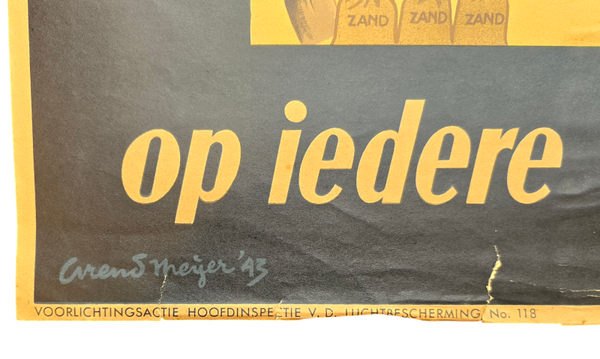 ZAND ZAND ZAND
op iedere
Arend Meijer '43
VOORLICHTINGSACTIE HOOFDINSPECTIE V. D. LUCHTBESCHERMING No. 118